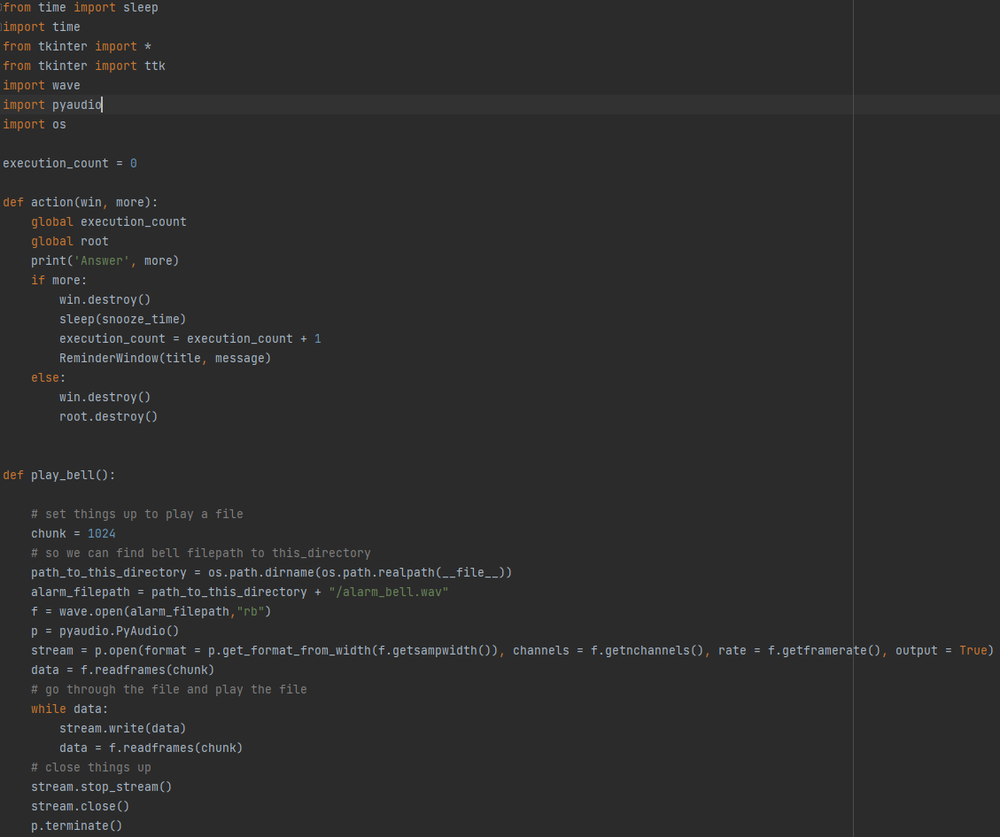 from time import sleep
import time
from tkinter import *
from tkinter import ttk
import wave
import pyaudio
import os

execution_count = 0

def action(win, more):
    global execution_count
    global root
    print('Answer', more)
    if more:
        win.destroy()
        sleep(snooze_time)
        execution_count = execution_count + 1
        ReminderWindow(title, message)
    else:
        win.destroy()
        root.destroy()


def play_bell():

    # set things up to play a file
    chunk = 1024
    # so we can find bell filepath to this_directory
    path_to_this_directory = os.path.dirname(os.path.realpath(__file__))
    alarm_filepath = path_to_this_directory + "/alarm_bell.wav"
    f = wave.open(alarm_filepath,"rb")
    p = pyaudio.PyAudio()
    stream = p.open(format = p.get_format_from_width(f.getsampwidth()), channels = f.getnchannels(), rate = f.getframerate(), output = True)
    data = f.readframes(chunk)
    # go through the file and play the file
    while data:
        stream.write(data)
        data = f.readframes(chunk)
    # close things up
    stream.stop_stream()
    stream.close()
    p.terminate()